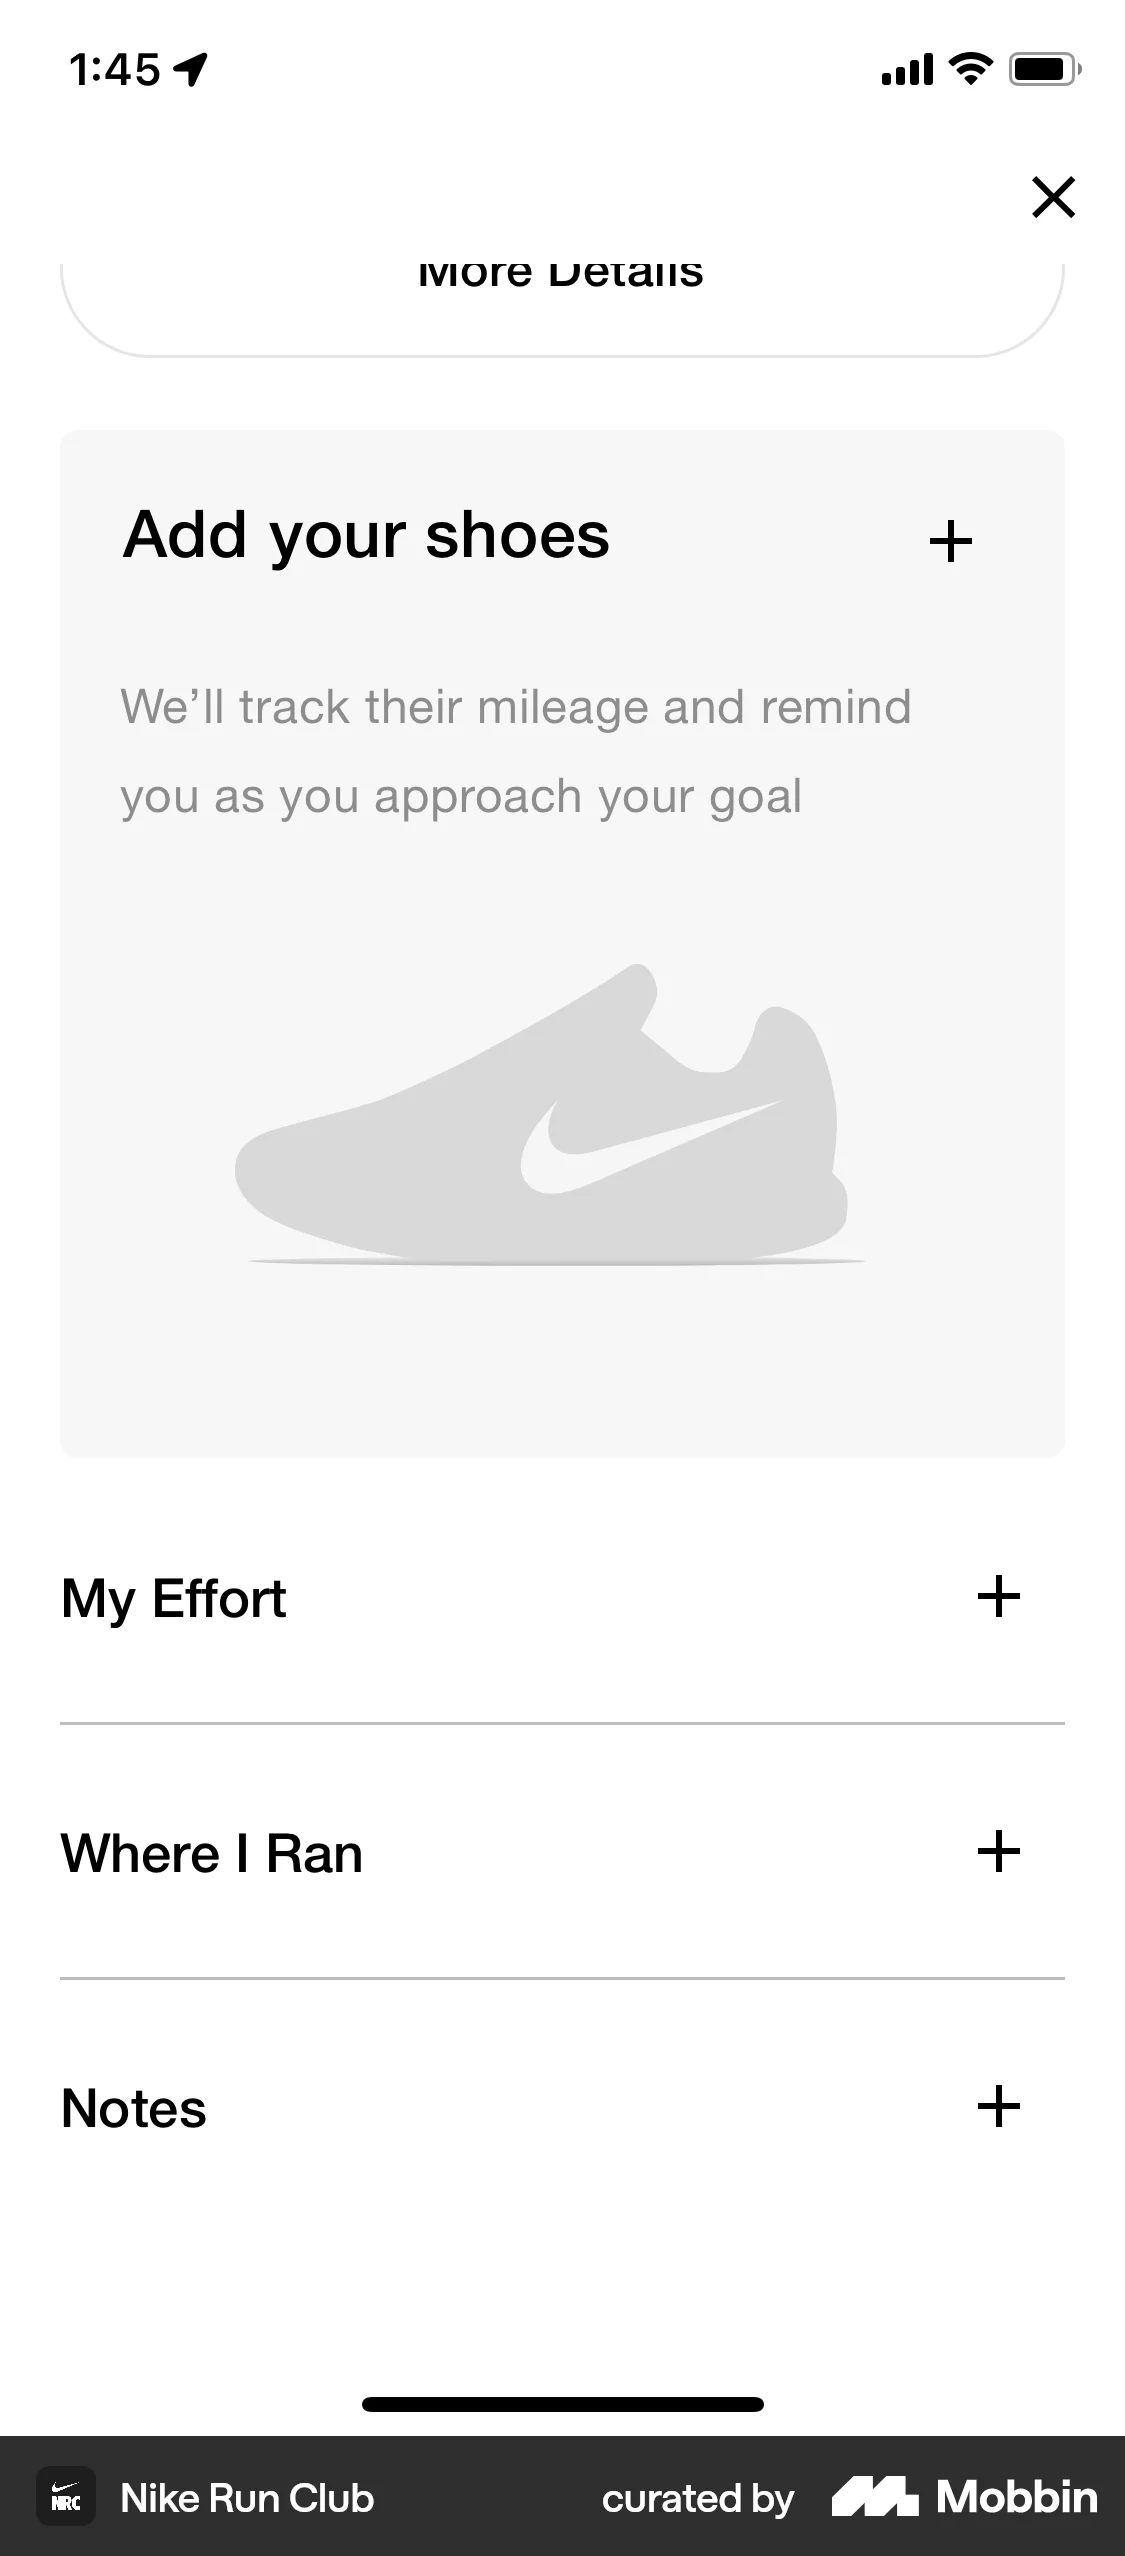 1:45
More Details
Add your shoes
We’ll track their mileage and remind
you as you approach your goal
My Effort
Where I Ran
Notes
NRC
Nike Run Club
curated by
Mobbin